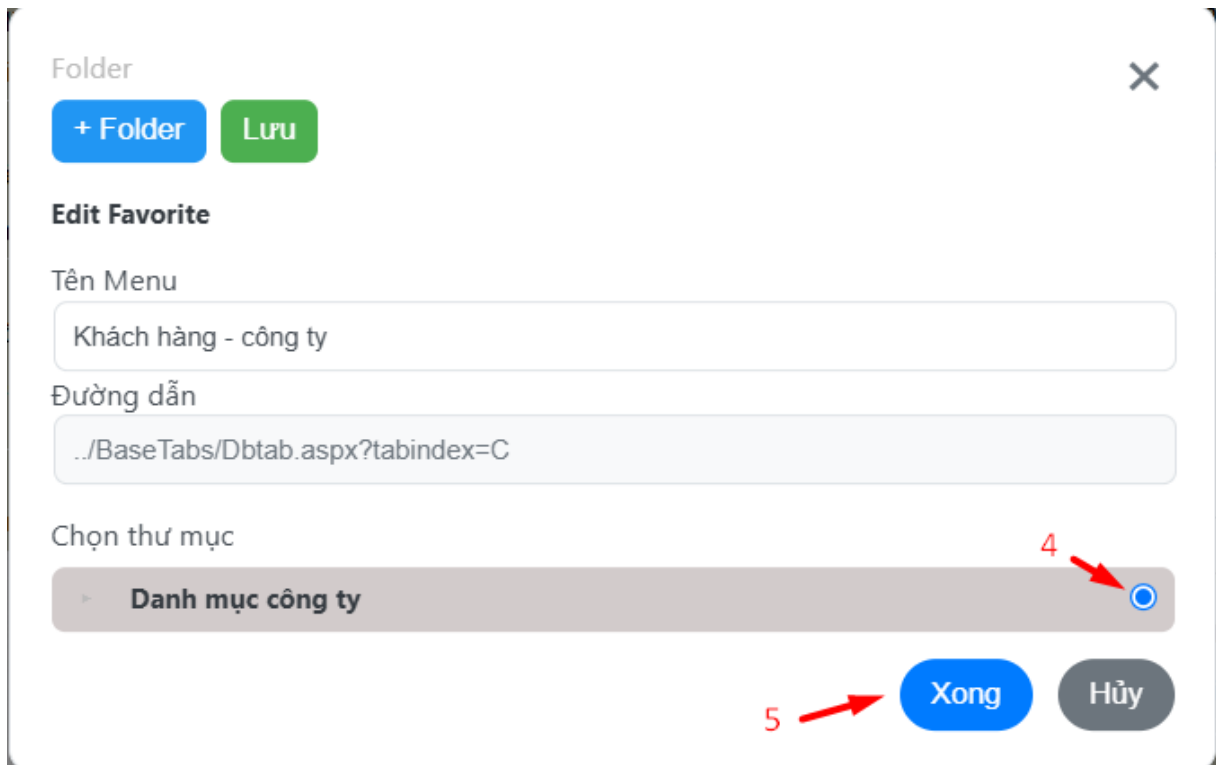 Folder
+ Folder Lưu
Edit Favorite
Tên Menu
Khách hàng - công ty
Đường dẫn
../BaseTabs/Dbtab.aspx?tabindex=C
Chọn thư mục
4
Danh mục công ty
5 Xong Hủy